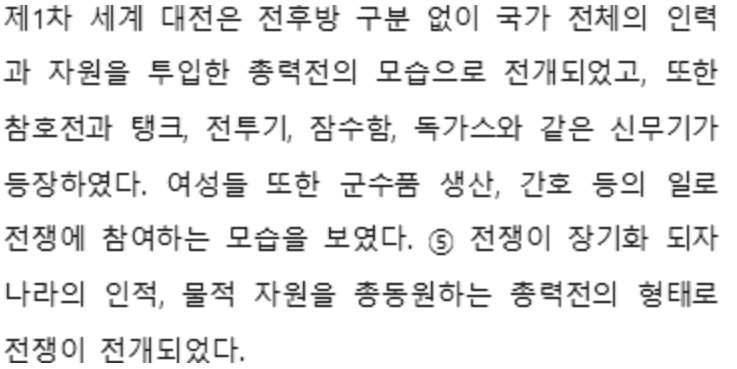 제1차 세계 대전은 전후방 구분 없이 국가 전체의 인력
과 자원을 투입한 총력전의 모습으로 전개되었고, 또한
참호전과 탱크, 전투기, 잠수함, 독가스와 같은 신무기가
등장하였다. 여성들 또한 군수품 생산, 간호 등의 일로
전쟁에 참여하는 모습을 보였다. ⑤ 전쟁이 장기화 되자
나라의 인적, 물적 자원을 총동원하는 총력전의 형태로
전쟁이 전개되었다.